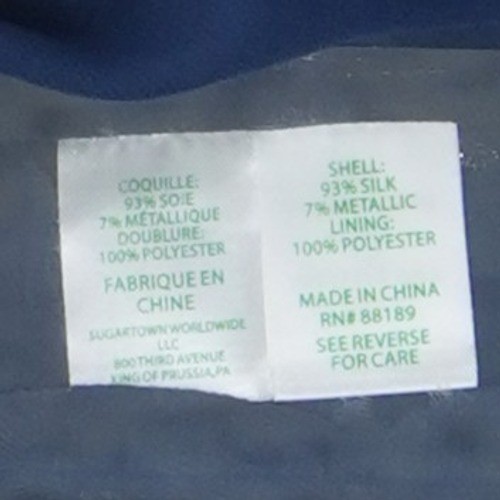 COQUILLE:
93% SOIE
7% MÉTALLIQUE
DOUBLURE:
100% POLYESTER
FABRIQUE EN
CHINE
SUGARTOWN WORLDWIDE
LLC
800 THIRD AVENUE
KING OF PRUSSIA, PA
SHELL:
93% SILK
7% METALLIC
LINING:
100% POLYESTER
MADE IN CHINA
RN# 88189
SEE REVERSE
FOR CARE